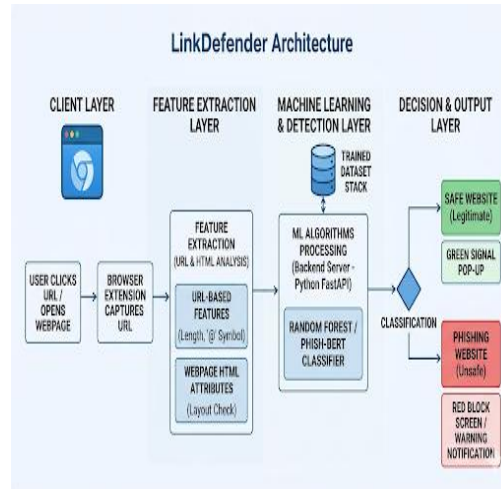 LinkDefender Architecture
CLIENT LAYER
FEATURE EXTRACTION
LAYER
MACHINE LEARNING
& DETECTION LAYER
DECISION & OUTPUT
LAYER
TRAINED
DATASET
STACK
USER CLICKS
URL /
OPENS
WEBPAGE
BROWSER
EXTENSION
CAPTURES
URL
FEATURE
EXTRACTION
(URL & HTML ANALYSIS)
URL-BASED
FEATURES
(Length, '@' Symbol)
WEBPAGE HTML
ATTRIBUTES
(Layout Check)
ML ALGORITHMS
PROCESSING
(Backend Server -
Python FastAPI)
RANDOM FOREST /
PHISH-BERT
CLASSIFIER
CLASSIFICATION
SAFE WEBSITE
(Legitimate)
GREEN SIGNAL
POP-UP
PHISHING
WEBSITE
(Unsafe)
RED BLOCK
SCREEN /
WARNING
NOTIFICATION